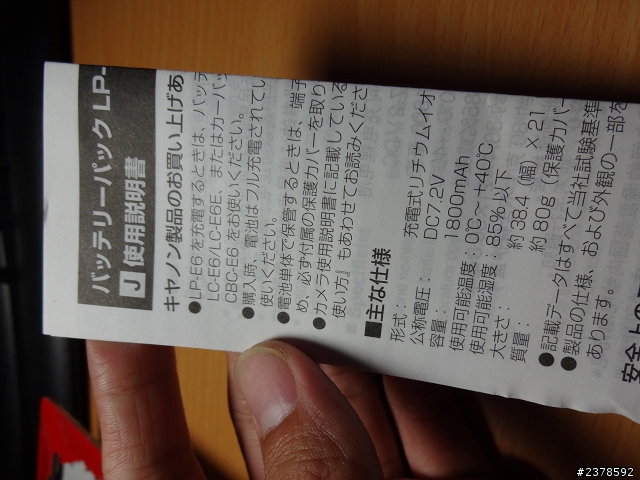 バッテリーパック LP-
J 使用説明書
キヤノン製品のお買い上げあ
●LP-E6 を充電するときは、バッテ
LC-E6/LC-E6E、またはカーバッ
CBC-E6 をお使いください。
●購入時、電池はフル充電されてい
使いください。
●電池単体で保管するときは、端子
め、必ず付属の保護カバーを取り
●カメラ使用説明書に記載している
使い方』もあわせてお読みくださ
■主な仕様
形式： 充電式リチウムイオ
公称電圧： DC7.2V
容量： 1800mAh
使用可能温度：0℃～+40℃
使用可能湿度：85% 以下
大きさ： 約 38.4（幅）× 21
質量： 約 80g（保護カバー
●記載データはすべて当社試験基準
●製品の仕様、および外観の一部を
あります。
安全上の
#2378592